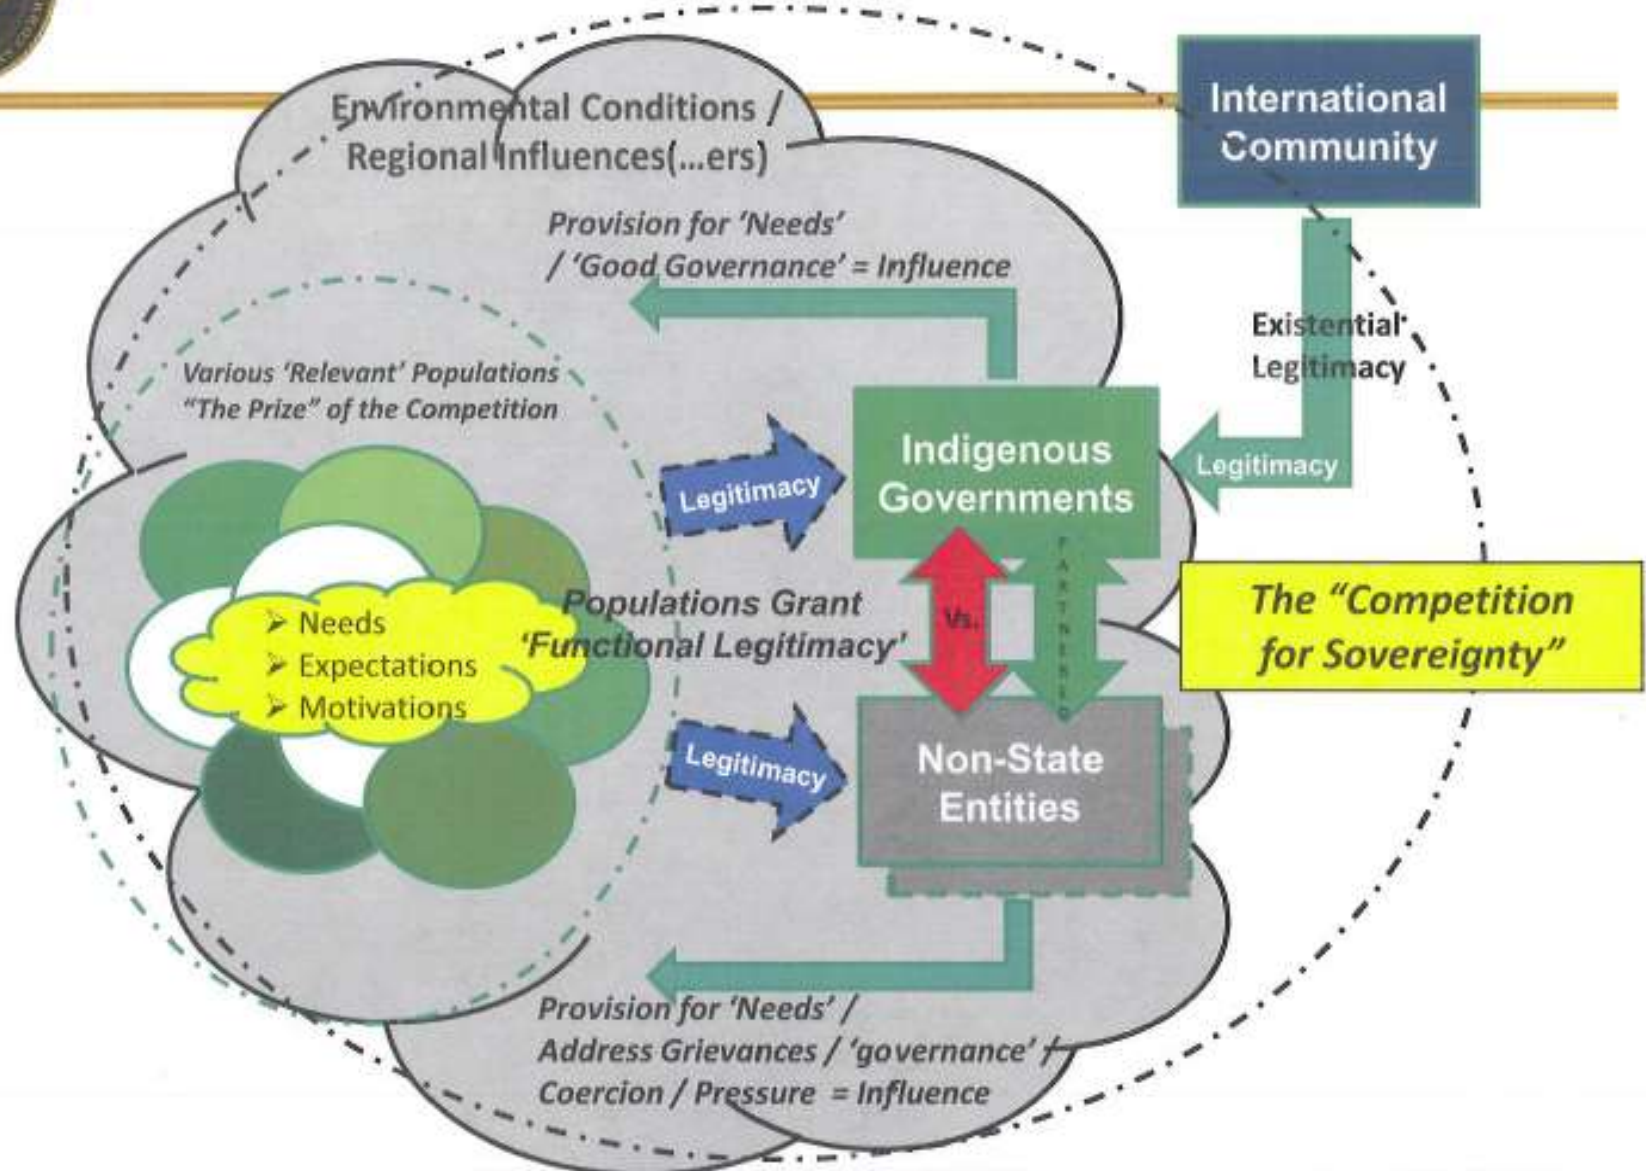 Environmental Conditions /
Regional Influences(...ers)
International
Community
Provision for ‘Needs’
/ ‘Good Governance’ = Influence
Existential
Legitimacy
Various ‘Relevant’ Populations
“The Prize” of the Competition
Indigenous
Governments
Legitimacy
Legitimacy
➢ Needs
➢ Expectations
➢ Motivations
Populations Grant
‘Functional Legitimacy’
Vs.
The “Competition
for Sovereignty”
Legitimacy
Non-State
Entities
Provision for ‘Needs’ /
Address Grievances / ‘governance’ /
Coercion / Pressure = Influence